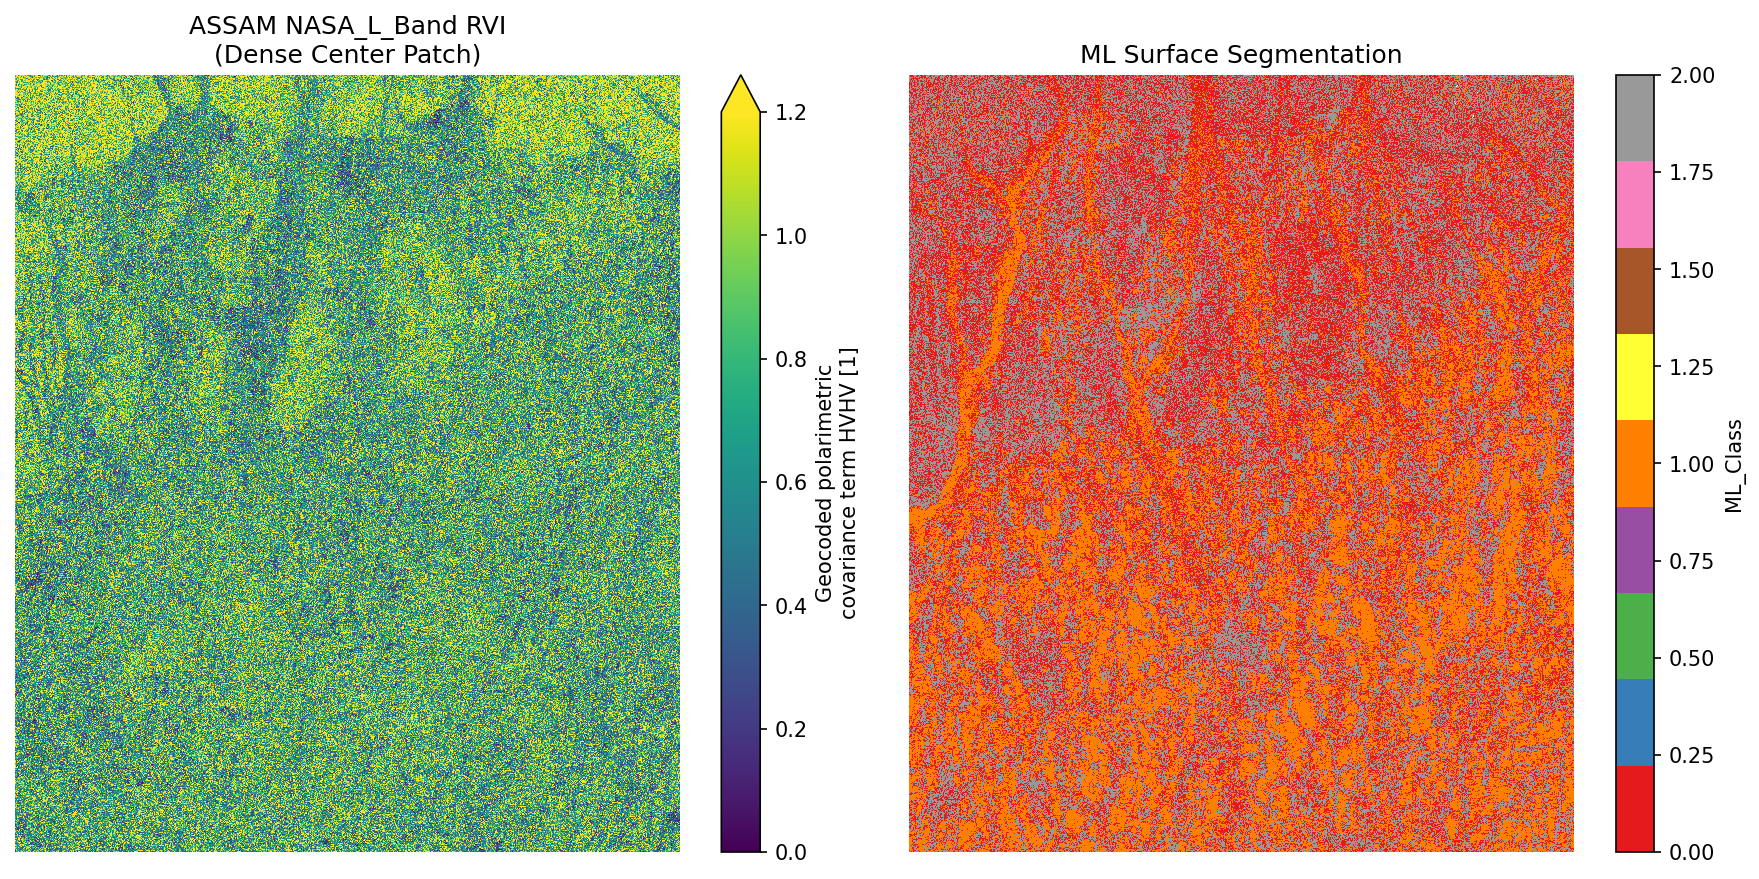 ASSAM NASA_L_Band RVI
(Dense Center Patch)
1.2
1.0
0.8
0.6
0.4
0.2
0.0
Geocoded polarimetric
covariance term HVHV [1]
ML Surface Segmentation
2.00
1.75
1.50
1.25
1.00
0.75
0.50
0.25
0.00
ML_Class